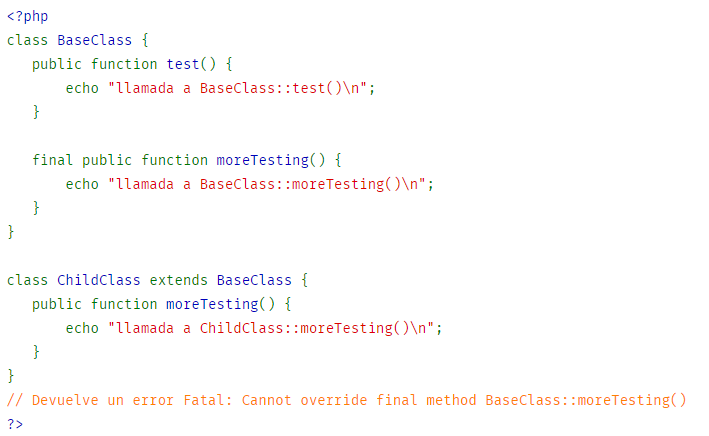 <?php
class BaseClass {
   public function test() {
       echo "llamada a BaseClass::test()\n";
   }

   final public function moreTesting() {
       echo "llamada a BaseClass::moreTesting()\n";
   }
}

class ChildClass extends BaseClass {
   public function moreTesting() {
       echo "llamada a ChildClass::moreTesting()\n";
   }
}
// Devuelve un error Fatal: Cannot override final method BaseClass::moreTesting()
?>